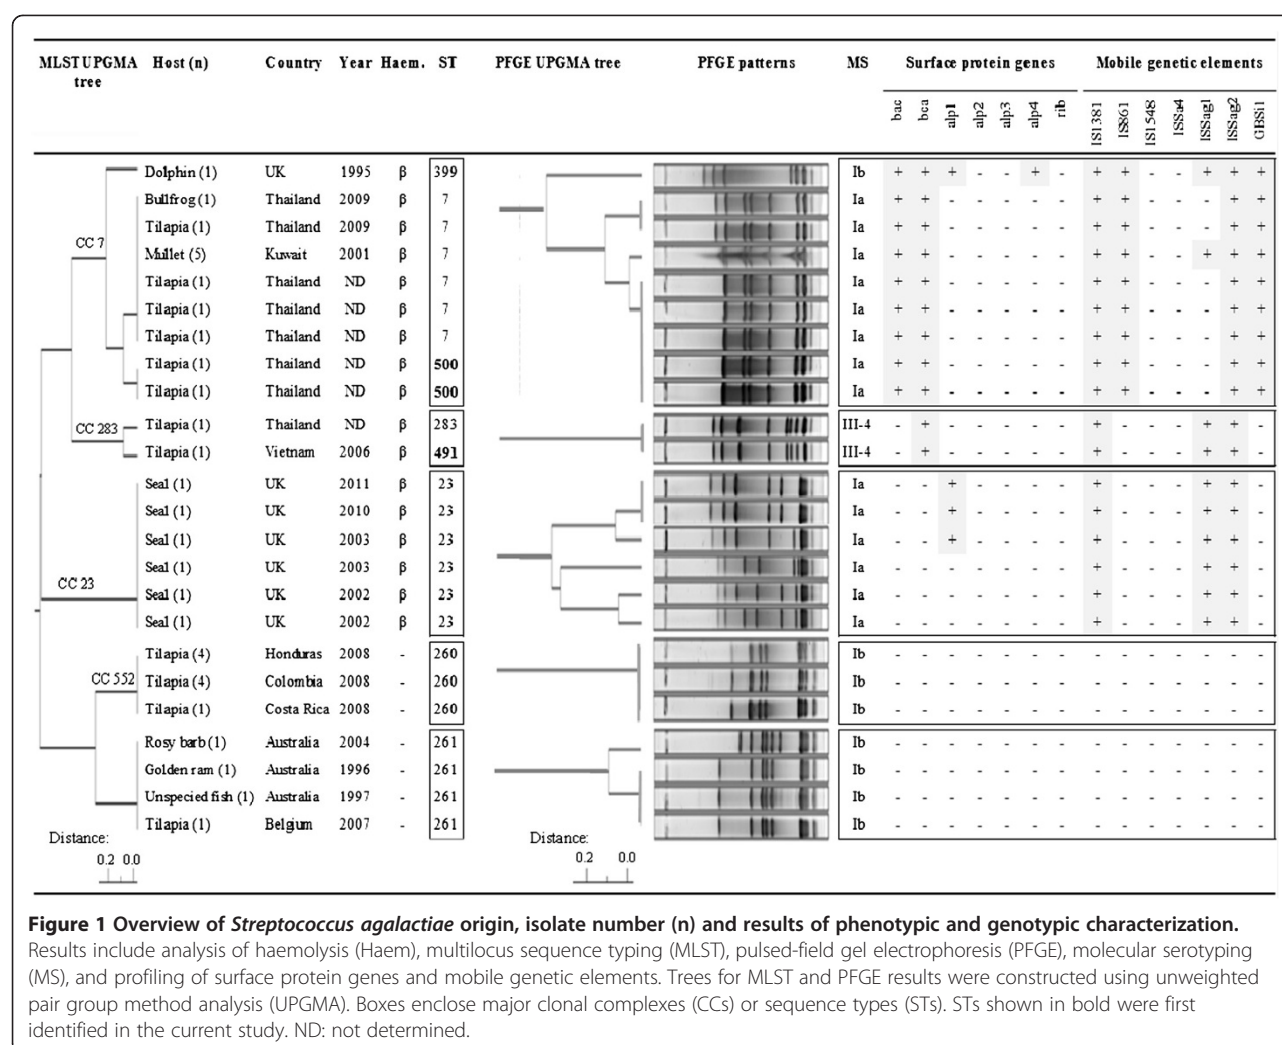 MLST UPGMA tree Host (n) Country Year Haem. ST PFGE UPGMA tree PFGE patterns MS Surface protein genes Mobile genetic elements
bac bca alp1 alp2 alp3 alp4 rib IS1381 IS861 IS1548 ISSa4 ISSag1 ISSag2 GBSi1
Dolphin (1) UK 1995 β 399 Ib + + + - - + - + + - - + + +
Bullfrog (1) Thailand 2009 β 7 Ia + + - - - - - + + - - - + +
Tilapia (1) Thailand 2009 β 7 Ia + + - - - - - + + - - - + +
CC 7
Mullet (5) Kuwait 2001 β 7 Ia + + - - - - - + + - - + + +
Tilapia (1) Thailand ND β 7 Ia + + - - - - - + + - - - + +
Tilapia (1) Thailand ND β 7 Ia + + - - - - - + + - - - + +
Tilapia (1) Thailand ND β 7 Ia + + - - - - - + + - - - + +
Tilapia (1) Thailand ND β 500 Ia + + - - - - - + + - - - + +
Tilapia (1) Thailand ND β 500 Ia + + - - - - - + + - - - + +
CC 283 Tilapia (1) Thailand ND β 283 III-4 - + - - - - - + - - - + + -
Tilapia (1) Vietnam 2006 β 491 III-4 - + - - - - - + - - - + + -
Seal (1) UK 2011 β 23 Ia - - + - - - - + - - - + + -
Seal (1) UK 2010 β 23 Ia - - + - - - - + - - - + + -
Seal (1) UK 2003 β 23 Ia - - + - - - - + - - - + + -
Seal (1) UK 2003 β 23 Ia - - - - - - - + - - - + + -
CC 23
Seal (1) UK 2002 β 23 Ia - - - - - - - + - - - + + -
Seal (1) UK 2002 β 23 Ia - - - - - - - + - - - + + -
Tilapia (4) Honduras 2008 - 260 Ib - - - - - - - - - - - - - -
CC 552 Tilapia (4) Colombia 2008 - 260 Ib - - - - - - - - - - - - - -
Tilapia (1) Costa Rica 2008 - 260 Ib - - - - - - - - - - - - - -
Rosy barb (1) Australia 2004 - 261 Ib - - - - - - - - - - - - - -
Golden ram (1) Australia 1996 - 261 Ib - - - - - - - - - - - - - -
Unspecied fish (1) Australia 1997 - 261 Ib - - - - - - - - - - - - - -
Tilapia (1) Belgium 2007 - 261 Ib - - - - - - - - - - - - - -
Distance: Distance:
0.2 0.0 0.2 0.0
Figure 1 Overview of Streptococcus agalactiae origin, isolate number (n) and results of phenotypic and genotypic characterization.
Results include analysis of haemolysis (Haem), multilocus sequence typing (MLST), pulsed-field gel electrophoresis (PFGE), molecular serotyping
(MS), and profiling of surface protein genes and mobile genetic elements. Trees for MLST and PFGE results were constructed using unweighted
pair group method analysis (UPGMA). Boxes enclose major clonal complexes (CCs) or sequence types (STs). STs shown in bold were first
identified in the current study. ND: not determined.